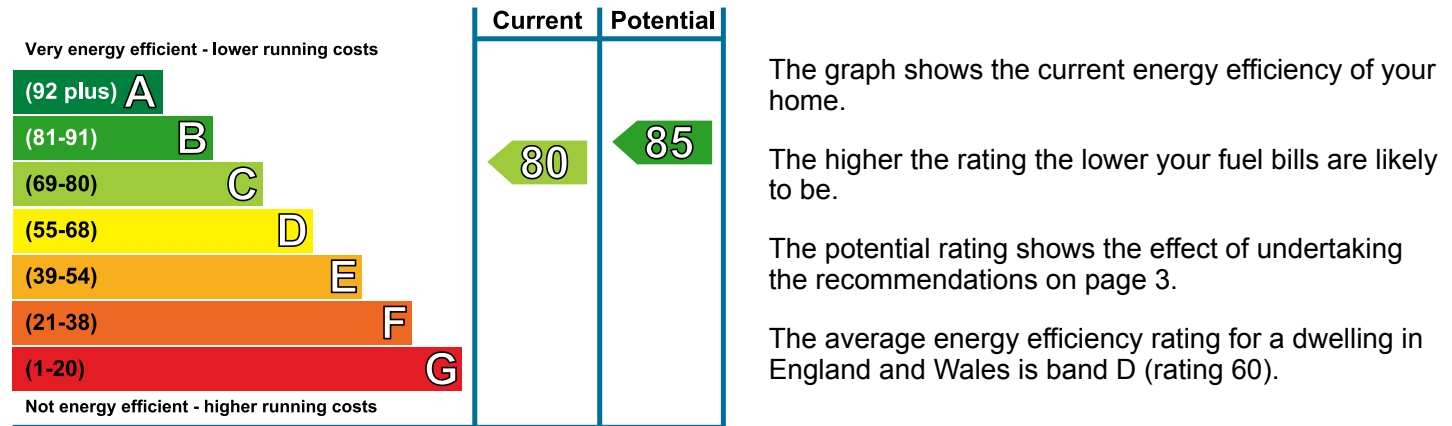 Current Potential
Very energy efficient - lower running costs
(92 plus) A
(81-91) B
(69-80) C
(55-68) D
(39-54) E
(21-38) F
(1-20) G
Not energy efficient - higher running costs
80
85
The graph shows the current energy efficiency of your
home.
The higher the rating the lower your fuel bills are likely
to be.
The potential rating shows the effect of undertaking
the recommendations on page 3.
The average energy efficiency rating for a dwelling in
England and Wales is band D (rating 60).